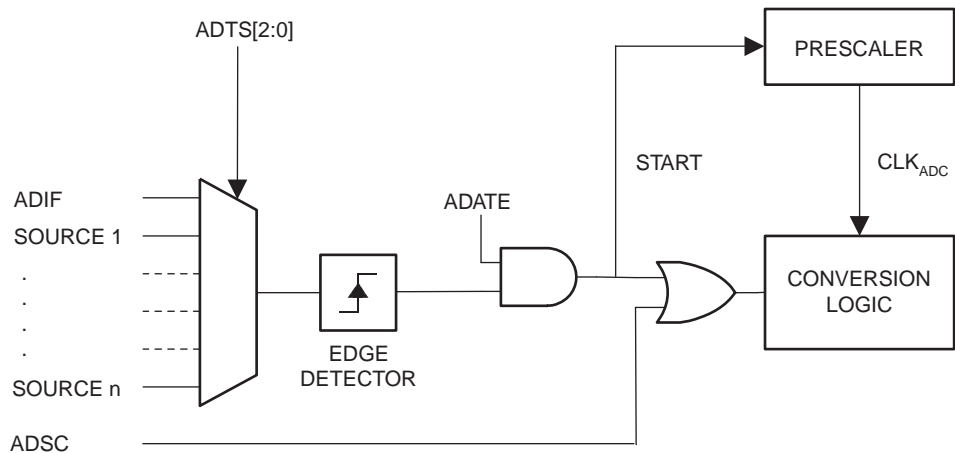 ADTS[2:0]
PRESCALER
START
CLKADC
ADIF
ADATE
SOURCE 1
.
.
.
.
CONVERSION
LOGIC
EDGE
DETECTOR
SOURCE n
ADSC